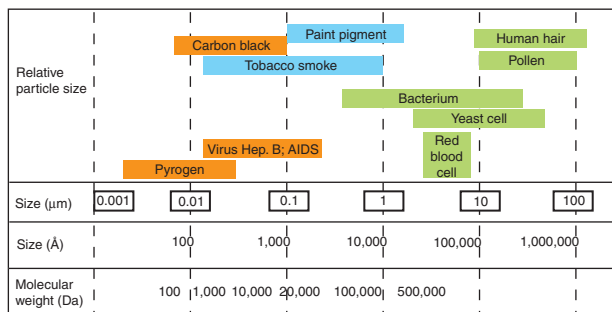 Paint pigment
Human hair
Carbon black
Pollen
Relative
particle size
Tobacco smoke
Bacterium
Yeast cell
Virus Hep. B; AIDS
Red
blood
cell
Pyrogen
Size (μm) 0.001 0.01 0.1 1 10 100
Size (Å) 100 1,000 10,000 100,000 1,000,000
Molecular
weight (Da) 100 1,000 10,000 20,000 100,000 500,000